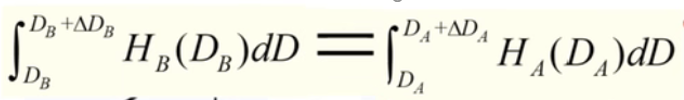 ∫_{D_B}^{D_B+ΔD_B} H_B(D_B)dD = ∫_{D_A}^{D_A+ΔD_A} H_A(D_A)dD